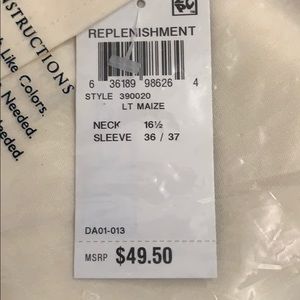 REPLENISHMENT
6 36189 98626 4
STYLE 390020
LT MAIZE
NECK 16½
SLEEVE 36 / 37
DA01-013
MSRP $49.50
STRUCTIONS
h Like Colors.
Needed.
Needed.